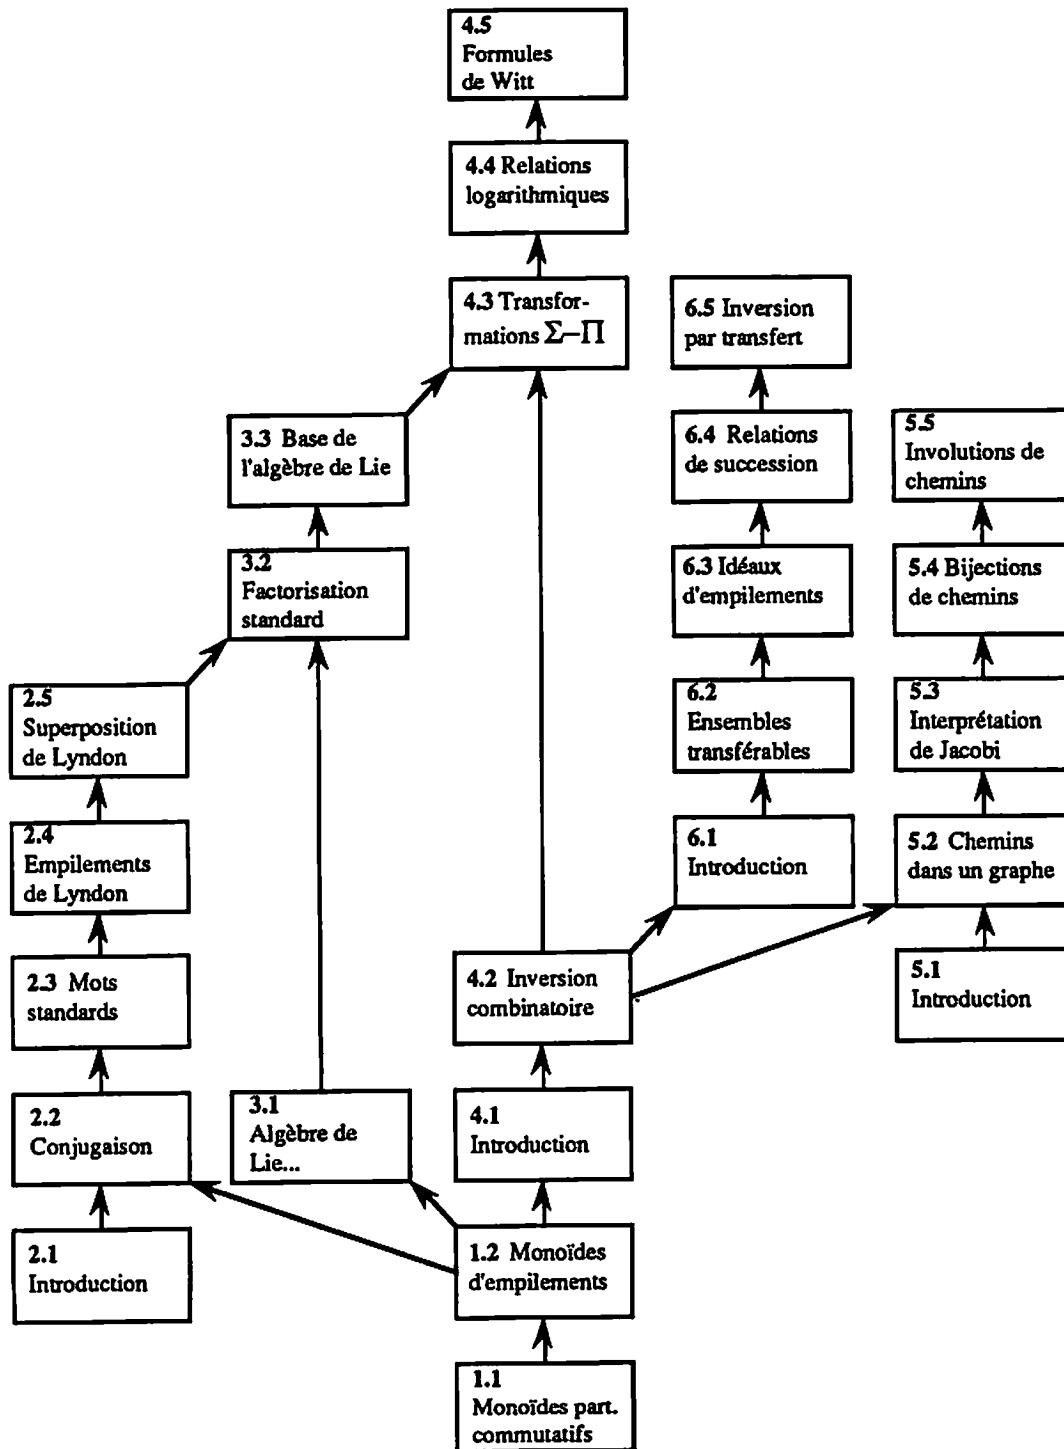 4.5
Formules
de Witt
4.4 Relations
logarithmiques
4.3 Transfor-
mations Σ–Π
6.5 Inversion
par transfert
3.3 Base de
l'algèbre de Lie
6.4 Relations
de succession
5.5
Involutions de
chemins
3.2
Factorisation
standard
6.3 Idéaux
d'empilements
5.4 Bijections
de chemins
2.5
Superposition
de Lyndon
6.2
Ensembles
transférables
5.3
Interprétation
de Jacobi
2.4
Empilements
de Lyndon
6.1
Introduction
5.2 Chemins
dans un graphe
2.3 Mots
standards
4.2 Inversion
combinatoire
5.1
Introduction
2.2
Conjugaison
3.1
Algèbre de
Lie...
4.1
Introduction
2.1
Introduction
1.2 Monoïdes
d'empilements
1.1
Monoïdes part.
commutatifs